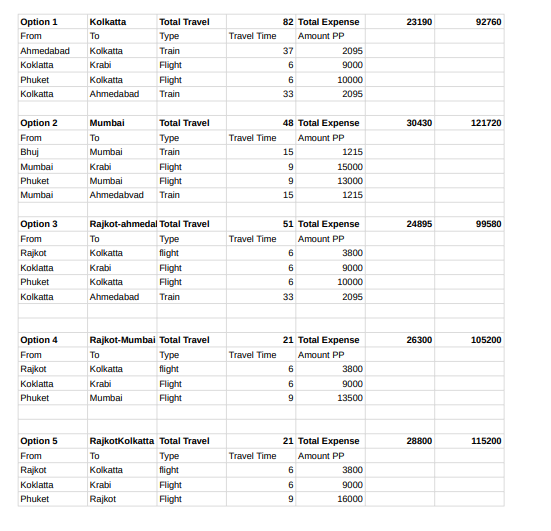 Option 1 Kolkatta Total Travel 82 Total Expense 23190 92760
From To Type Travel Time Amount PP
Ahmedabad Kolkatta Train 37 2095
Koklatta Krabi Flight 6 9000
Phuket Kolkatta Flight 6 10000
Kolkatta Ahmedabad Train 33 2095
Option 2 Mumbai Total Travel 48 Total Expense 30430 121720
From To Type Travel Time Amount PP
Bhuj Mumbai Train 15 1215
Mumbai Krabi Flight 9 15000
Phuket Mumbai Flight 9 13000
Mumbai Ahmedabvad Train 15 1215
Option 3 Rajkot-ahmedal Total Travel 51 Total Expense 24895 99580
From To Type Travel Time Amount PP
Rajkot Kolkatta flight 6 3800
Koklatta Krabi Flight 6 9000
Phuket Kolkatta Flight 6 10000
Kolkatta Ahmedabad Train 33 2095
Option 4 Rajkot-Mumbai Total Travel 21 Total Expense 26300 105200
From To Type Travel Time Amount PP
Rajkot Kolkatta flight 6 3800
Koklatta Krabi Flight 6 9000
Phuket Mumbai Flight 9 13500
Option 5 RajkotKolkatta Total Travel 21 Total Expense 28800 115200
From To Type Travel Time Amount PP
Rajkot Kolkatta flight 6 3800
Koklatta Krabi Flight 6 9000
Phuket Rajkot Flight 9 16000